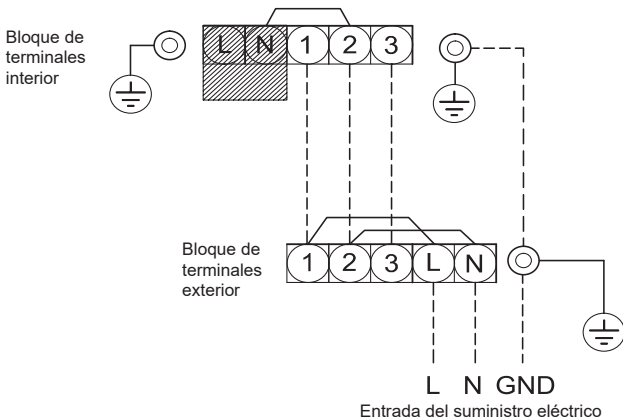 Bloque de
terminales
interior
L N 1 2 3
Bloque de
terminales
exterior
1 2 3 L N
L N GND
Entrada del suministro eléctrico